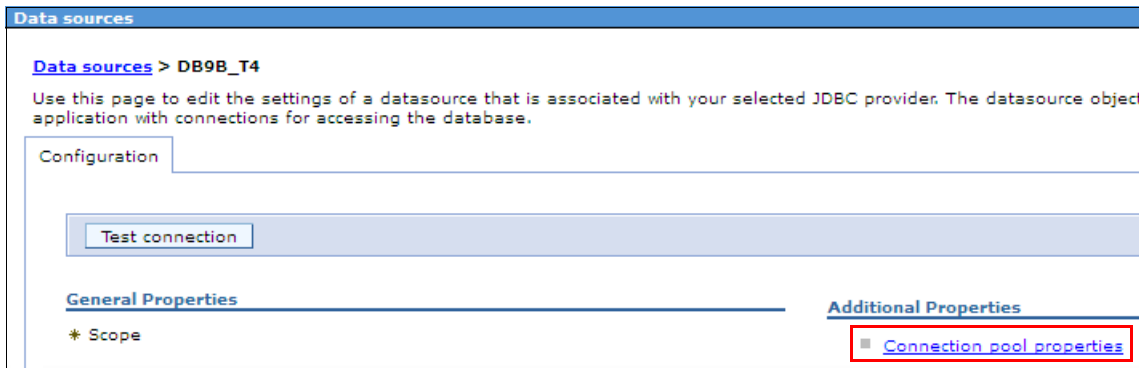 Data sources
Data sources > DB9B_T4
Use this page to edit the settings of a datasource that is associated with your selected JDBC provider. The datasource object
application with connections for accessing the database.
Configuration
Test connection
General Properties
Additional Properties
* Scope
Connection pool properties